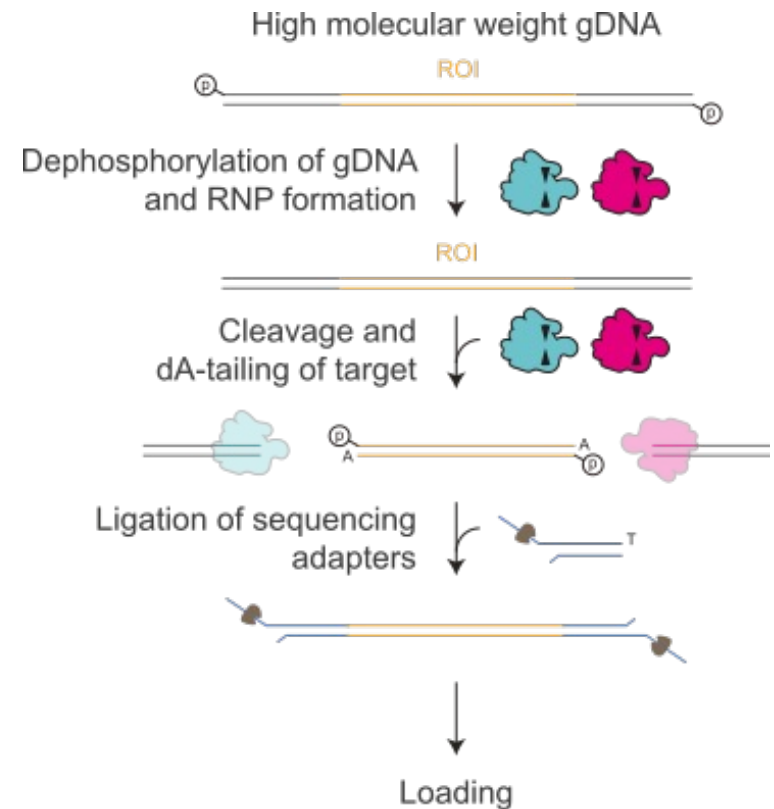 High molecular weight gDNA
ROI
p
p
Dephosphorylation of gDNA
and RNP formation
ROI
Cleavage and
dA-tailing of target
p
A
A
p
Ligation of sequencing
adapters
T
Loading